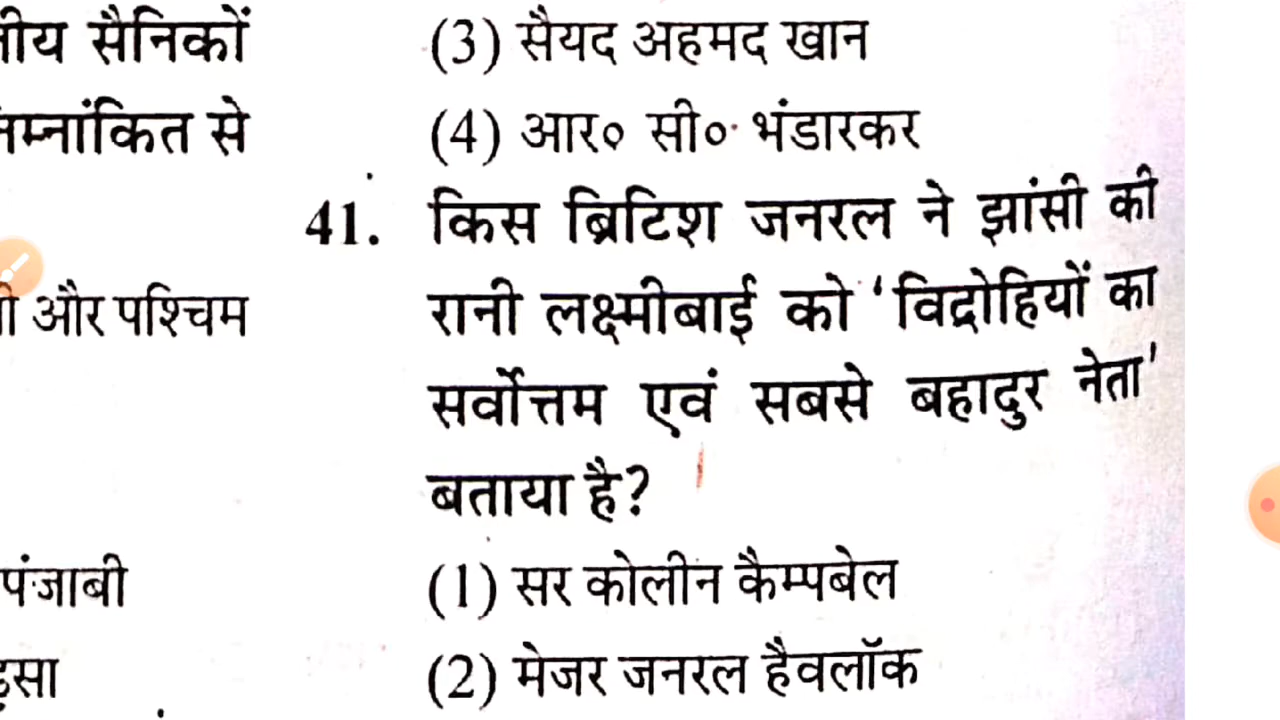 तीय सैनिकों
निम्नांकित से
और पश्चिम
पंजाबी
(3) सैयद अहमद खान
(4) आर० सी० भंडारकर
41. किस ब्रिटिश जनरल ने झांसी की
रानी लक्ष्मीबाई को 'विद्रोहियों का
सर्वोत्तम एवं सबसे बहादुर नेता'
बताया है?
(1) सर कोलीन कैम्पबेल
(2) मेजर जनरल हैवलॉक